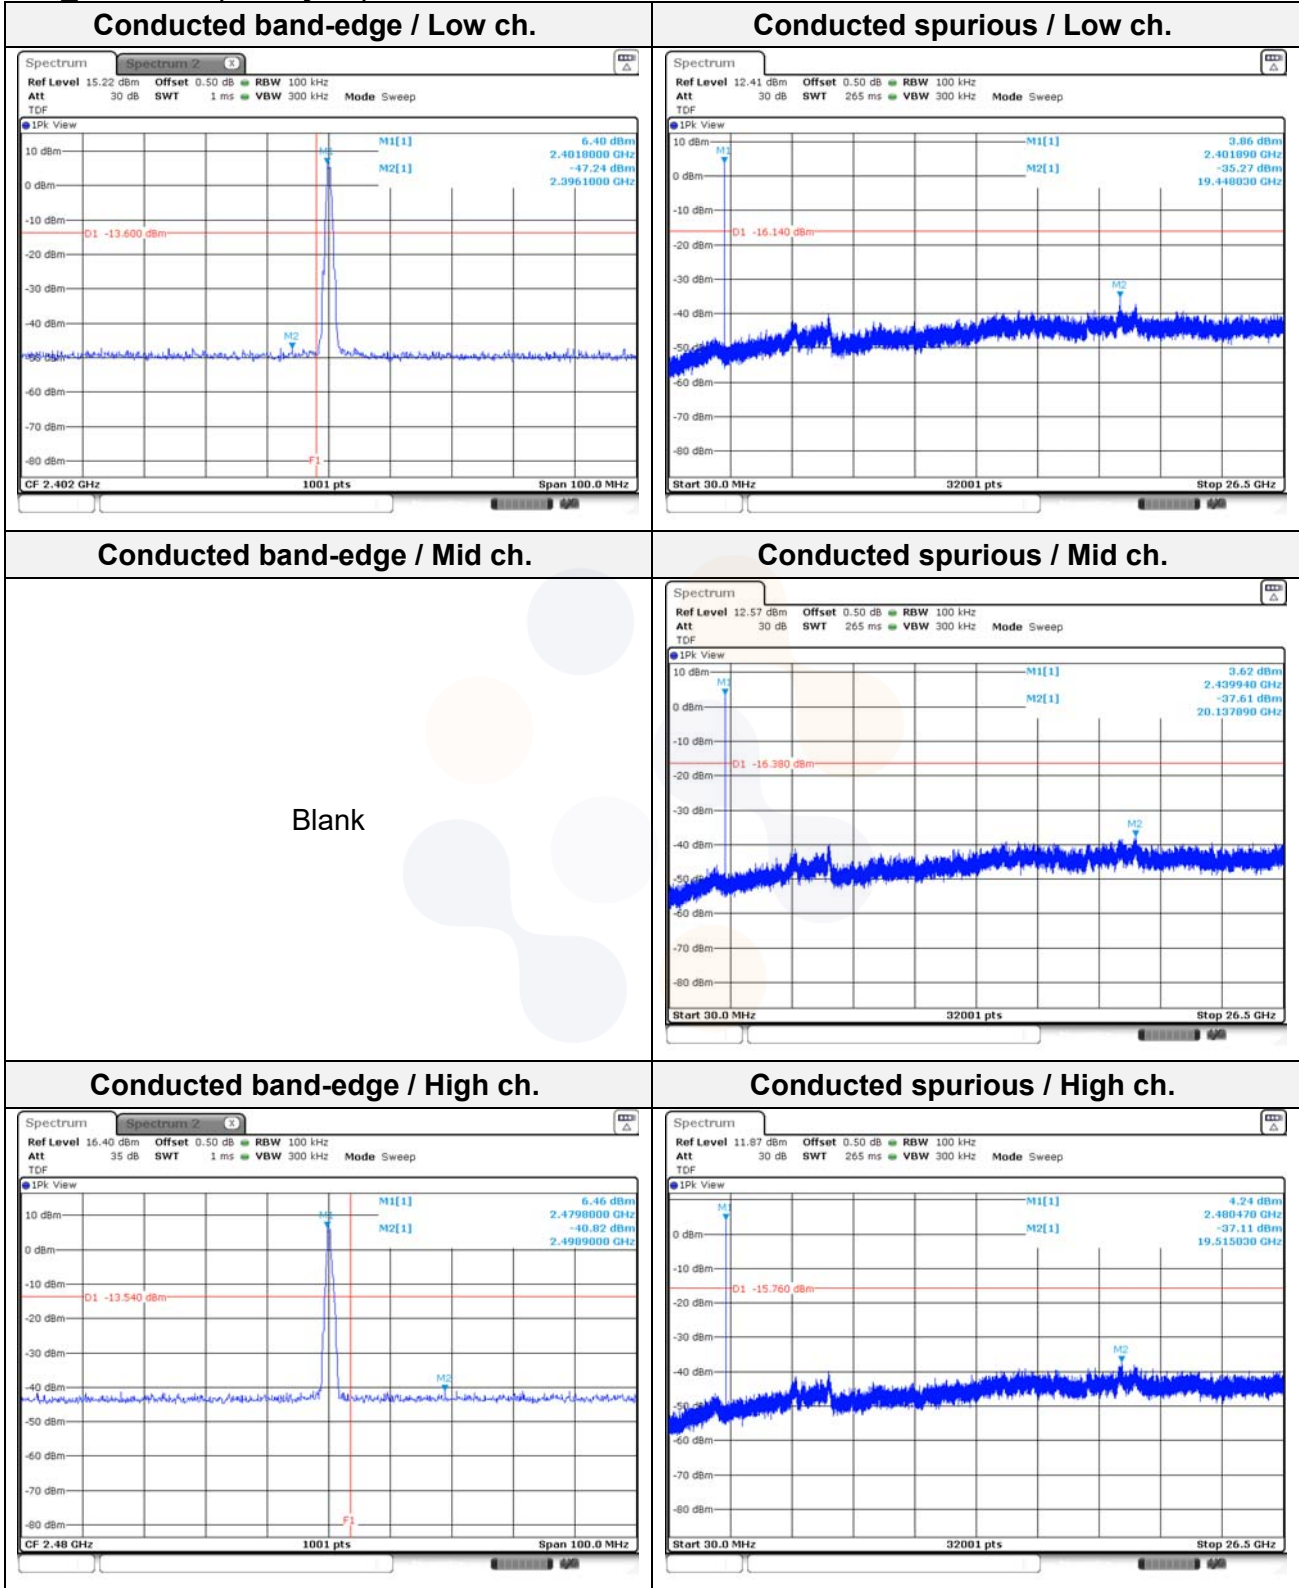 Conducted band-edge / Low ch.
Conducted spurious / Low ch.
Spectrum Spectrum 2 X
Ref Level 15.22 dBm Offset 0.50 dB RBW 100 kHz
Att 30 dB SWT 1 ms VBW 300 kHz Mode Sweep
TDF
1Pk View
M1[1] 6.40 dBm
2.4018000 GHz
M2[1] -47.24 dBm
2.3961000 GHz
10 dBm
M1
0 dBm
-10 dBm
D1 -13.600 dBm
-20 dBm
-30 dBm
-40 dBm
M2
-50 dBm
-60 dBm
-70 dBm
-80 dBm
F1
CF 2.402 GHz 1001 pts Span 100.0 MHz
Spectrum
Ref Level 12.41 dBm Offset 0.50 dB RBW 100 kHz
Att 30 dB SWT 265 ms VBW 300 kHz Mode Sweep
TDF
1Pk View
10 dBm
M1
M1[1] 3.86 dBm
2.401890 GHz
M2[1] -35.27 dBm
19.448030 GHz
0 dBm
-10 dBm
D1 -16.140 dBm
-20 dBm
-30 dBm
M2
-40 dBm
-50 dBm
-60 dBm
-70 dBm
-80 dBm
Start 30.0 MHz 32001 pts Stop 26.5 GHz
Conducted band-edge / Mid ch.
Conducted spurious / Mid ch.
Blank
Spectrum
Ref Level 12.57 dBm Offset 0.50 dB RBW 100 kHz
Att 30 dB SWT 265 ms VBW 300 kHz Mode Sweep
TDF
1Pk View
10 dBm
M1
M1[1] 3.62 dBm
2.439940 GHz
M2[1] -37.61 dBm
20.137890 GHz
0 dBm
-10 dBm
D1 -16.380 dBm
-20 dBm
-30 dBm
M2
-40 dBm
-50 dBm
-60 dBm
-70 dBm
-80 dBm
Start 30.0 MHz 32001 pts Stop 26.5 GHz
Conducted band-edge / High ch.
Conducted spurious / High ch.
Spectrum Spectrum 2 X
Ref Level 16.40 dBm Offset 0.50 dB RBW 100 kHz
Att 35 dB SWT 1 ms VBW 300 kHz Mode Sweep
TDF
1Pk View
M1[1] 6.46 dBm
2.4798000 GHz
M2[1] -40.82 dBm
2.4989000 GHz
10 dBm
M1
0 dBm
-10 dBm
D1 -13.540 dBm
-20 dBm
-30 dBm
-40 dBm
M2
-50 dBm
-60 dBm
-70 dBm
-80 dBm
F1
CF 2.48 GHz 1001 pts Span 100.0 MHz
Spectrum
Ref Level 11.87 dBm Offset 0.50 dB RBW 100 kHz
Att 30 dB SWT 265 ms VBW 300 kHz Mode Sweep
TDF
1Pk View
M1
M1[1] 4.24 dBm
2.480470 GHz
M2[1] -37.11 dBm
19.515030 GHz
0 dBm
-10 dBm
D1 -15.760 dBm
-20 dBm
-30 dBm
M2
-40 dBm
-50 dBm
-60 dBm
-70 dBm
-80 dBm
Start 30.0 MHz 32001 pts Stop 26.5 GHz